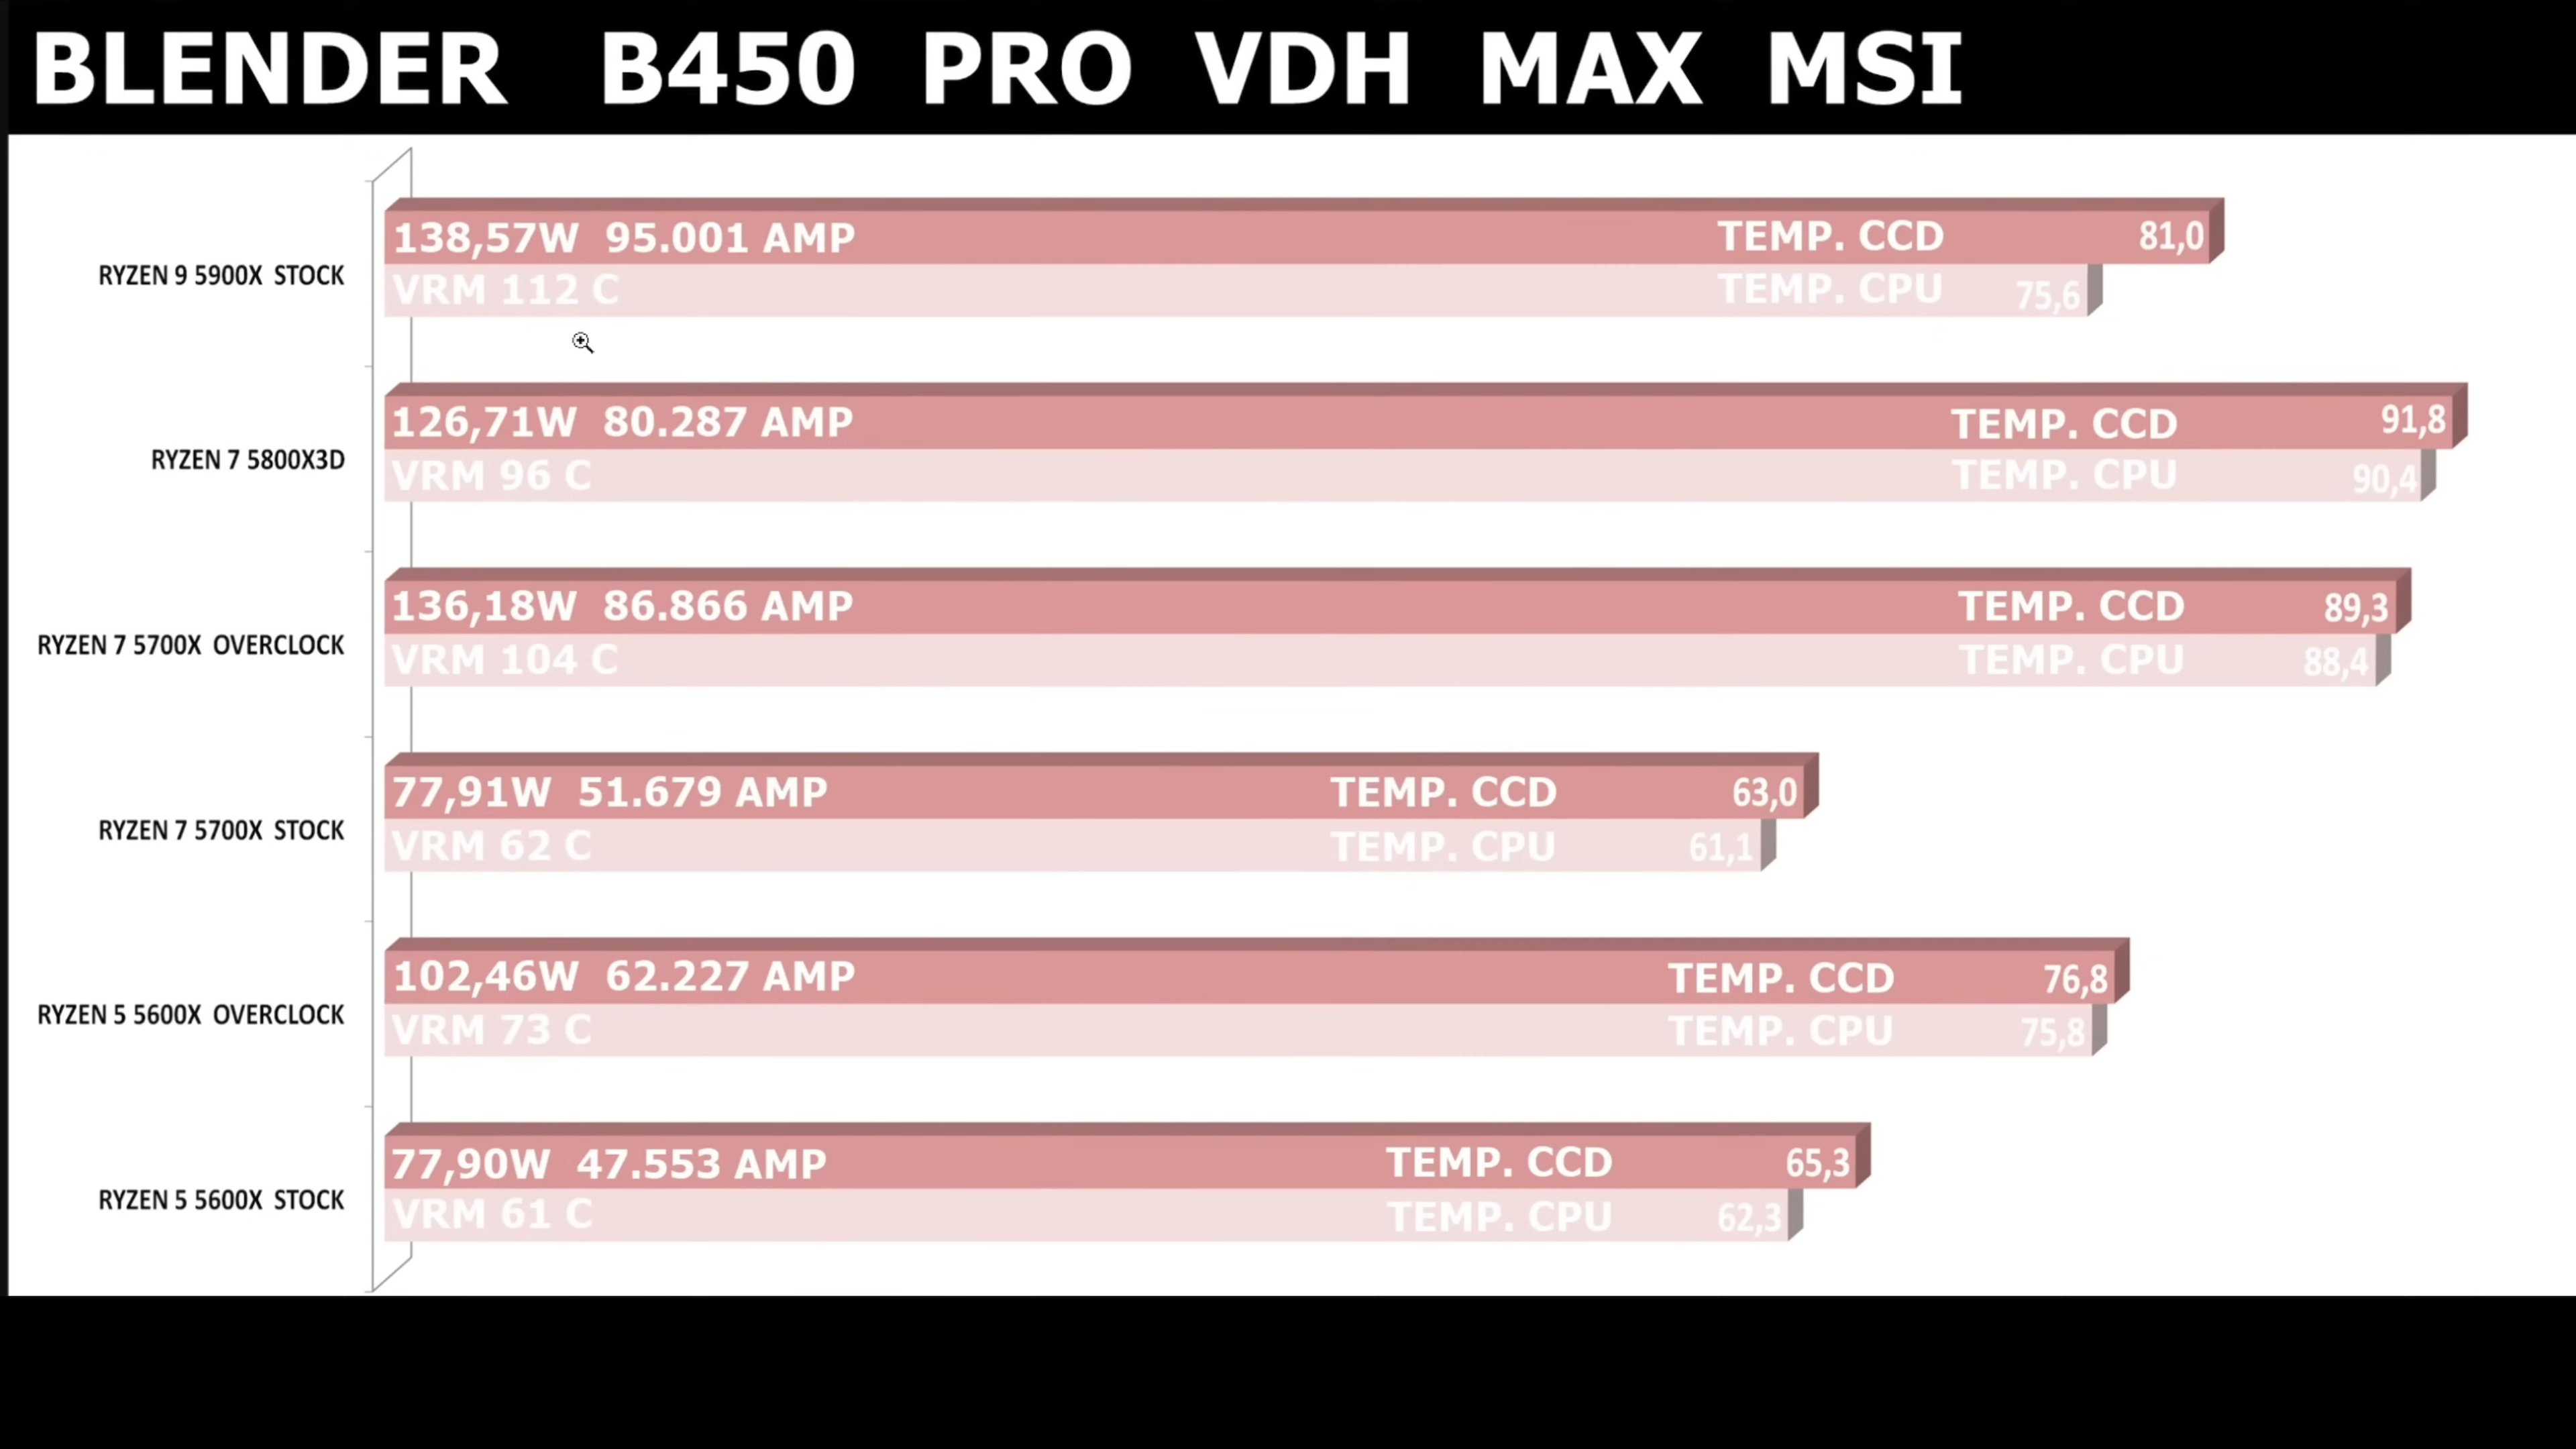 BLENDER B450 PRO VDH MAX MSI
138,57W 95.001 AMP TEMP. CCD 81,0
RYZEN 9 5900X STOCK
VRM 112 C TEMP. CPU 75,6
126,71W 80.287 AMP TEMP. CCD 91,8
RYZEN 7 5800X3D
VRM 96 C TEMP. CPU 90,4
136,18W 86.866 AMP TEMP. CCD 89,3
RYZEN 7 5700X OVERCLOCK
VRM 104 C TEMP. CPU 88,4
77,91W 51.679 AMP TEMP. CCD 63,0
RYZEN 7 5700X STOCK
VRM 62 C TEMP. CPU 61,1
102,46W 62.227 AMP TEMP. CCD 76,8
RYZEN 5 5600X OVERCLOCK
VRM 73 C TEMP. CPU 75,8
77,90W 47.553 AMP TEMP. CCD 65,3
RYZEN 5 5600X STOCK
VRM 61 C TEMP. CPU 62,3